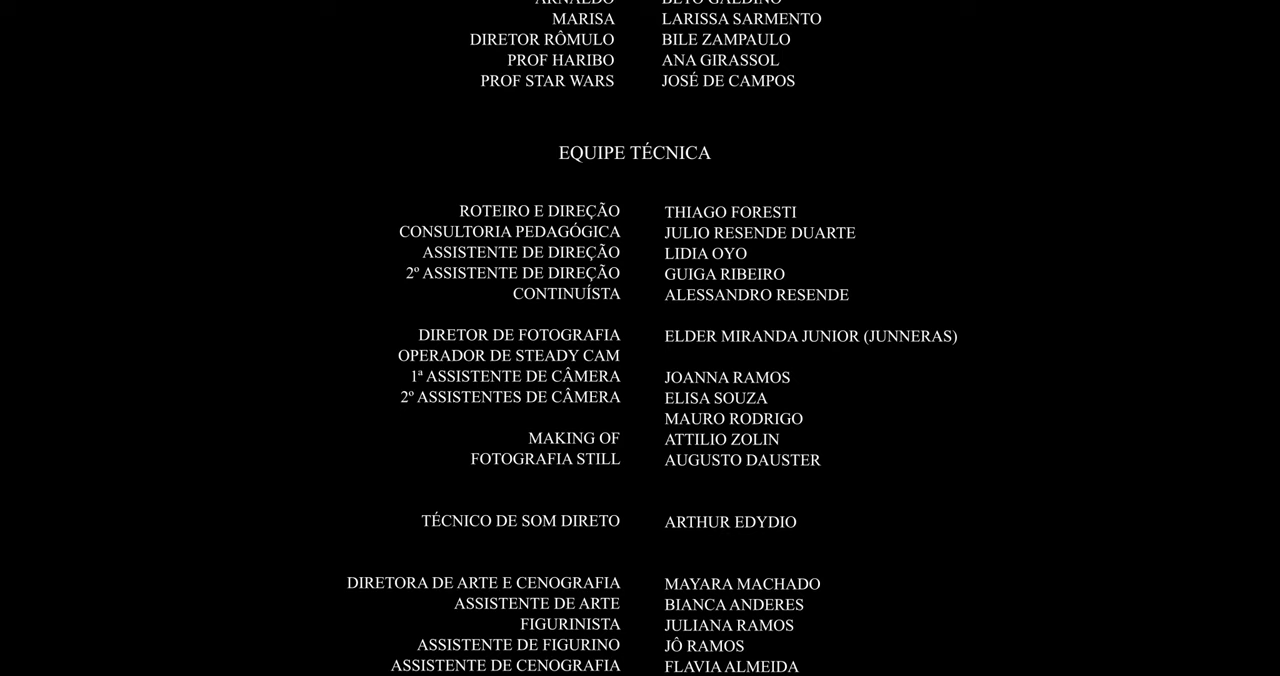 ARNALDO BETO GALDINO
MARISA LARISSA SARMENTO
DIRETOR RÔMULO BILE ZAMPAULO
PROF HARIBO ANA GIRASSOL
PROF STAR WARS JOSÉ DE CAMPOS
EQUIPE TÉCNICA
ROTEIRO E DIREÇÃO THIAGO FORESTI
CONSULTORIA PEDAGÓGICA JULIO RESENDE DUARTE
ASSISTENTE DE DIREÇÃO LIDIA OYO
2º ASSISTENTE DE DIREÇÃO GUIGA RIBEIRO
CONTINUÍSTA ALESSANDRO RESENDE
DIRETOR DE FOTOGRAFIA ELDER MIRANDA JUNIOR (JUNNERAS)
OPERADOR DE STEADY CAM
1ª ASSISTENTE DE CÂMERA JOANNA RAMOS
2º ASSISTENTES DE CÂMERA ELISA SOUZA
MAURO RODRIGO
MAKING OF ATTILIO ZOLIN
FOTOGRAFIA STILL AUGUSTO DAUSTER
TÉCNICO DE SOM DIRETO ARTHUR EDYDIO
DIRETORA DE ARTE E CENOGRAFIA MAYARA MACHADO
ASSISTENTE DE ARTE BIANCA ANDERES
FIGURINISTA JULIANA RAMOS
ASSISTENTE DE FIGURINO JÔ RAMOS
ASSISTENTE DE CENOGRAFIA FLAVIA ALMEIDA